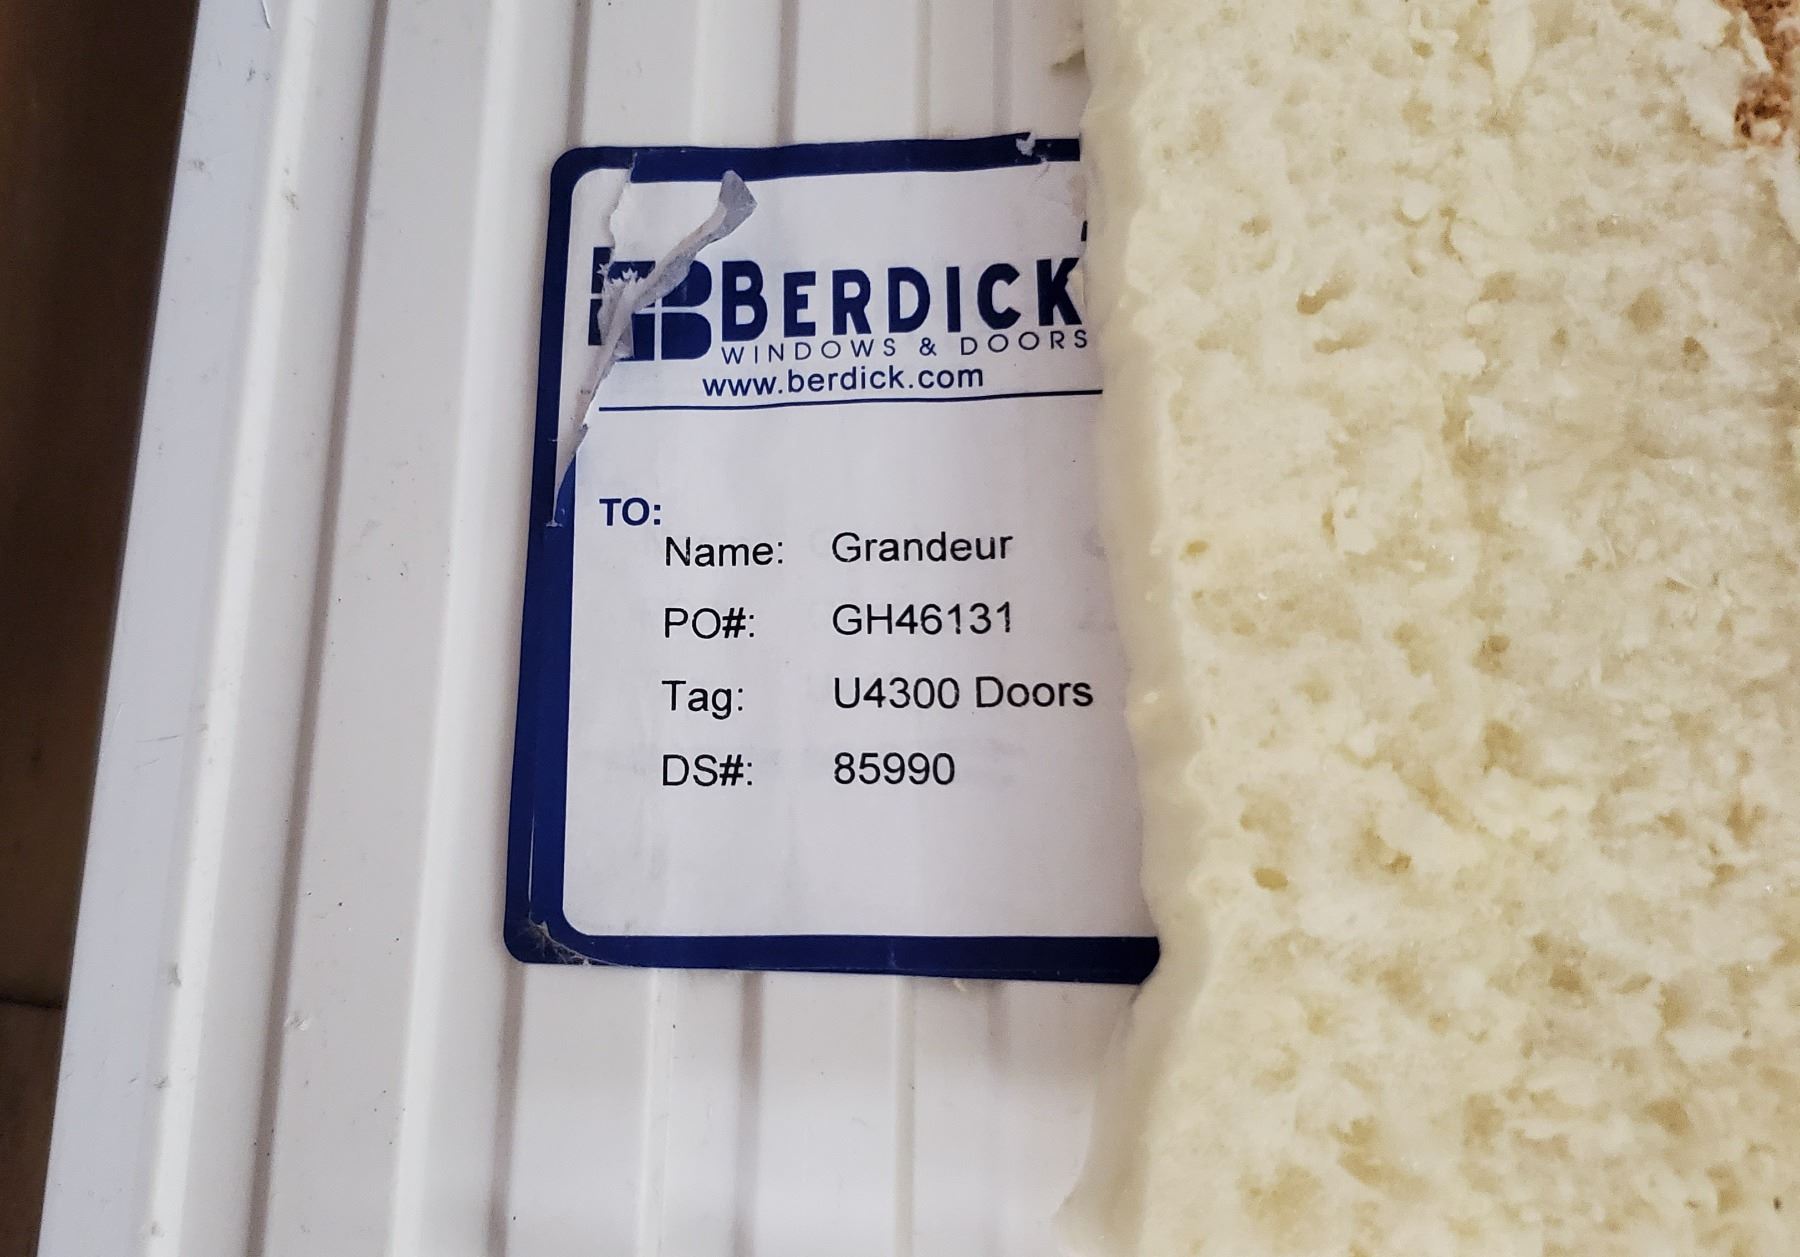 BERDICK
WINDOWS & DOORS
www.berdick.com
TO:
Name: Grandeur
PO#: GH46131
Tag: U4300 Doors
DS#: 85990